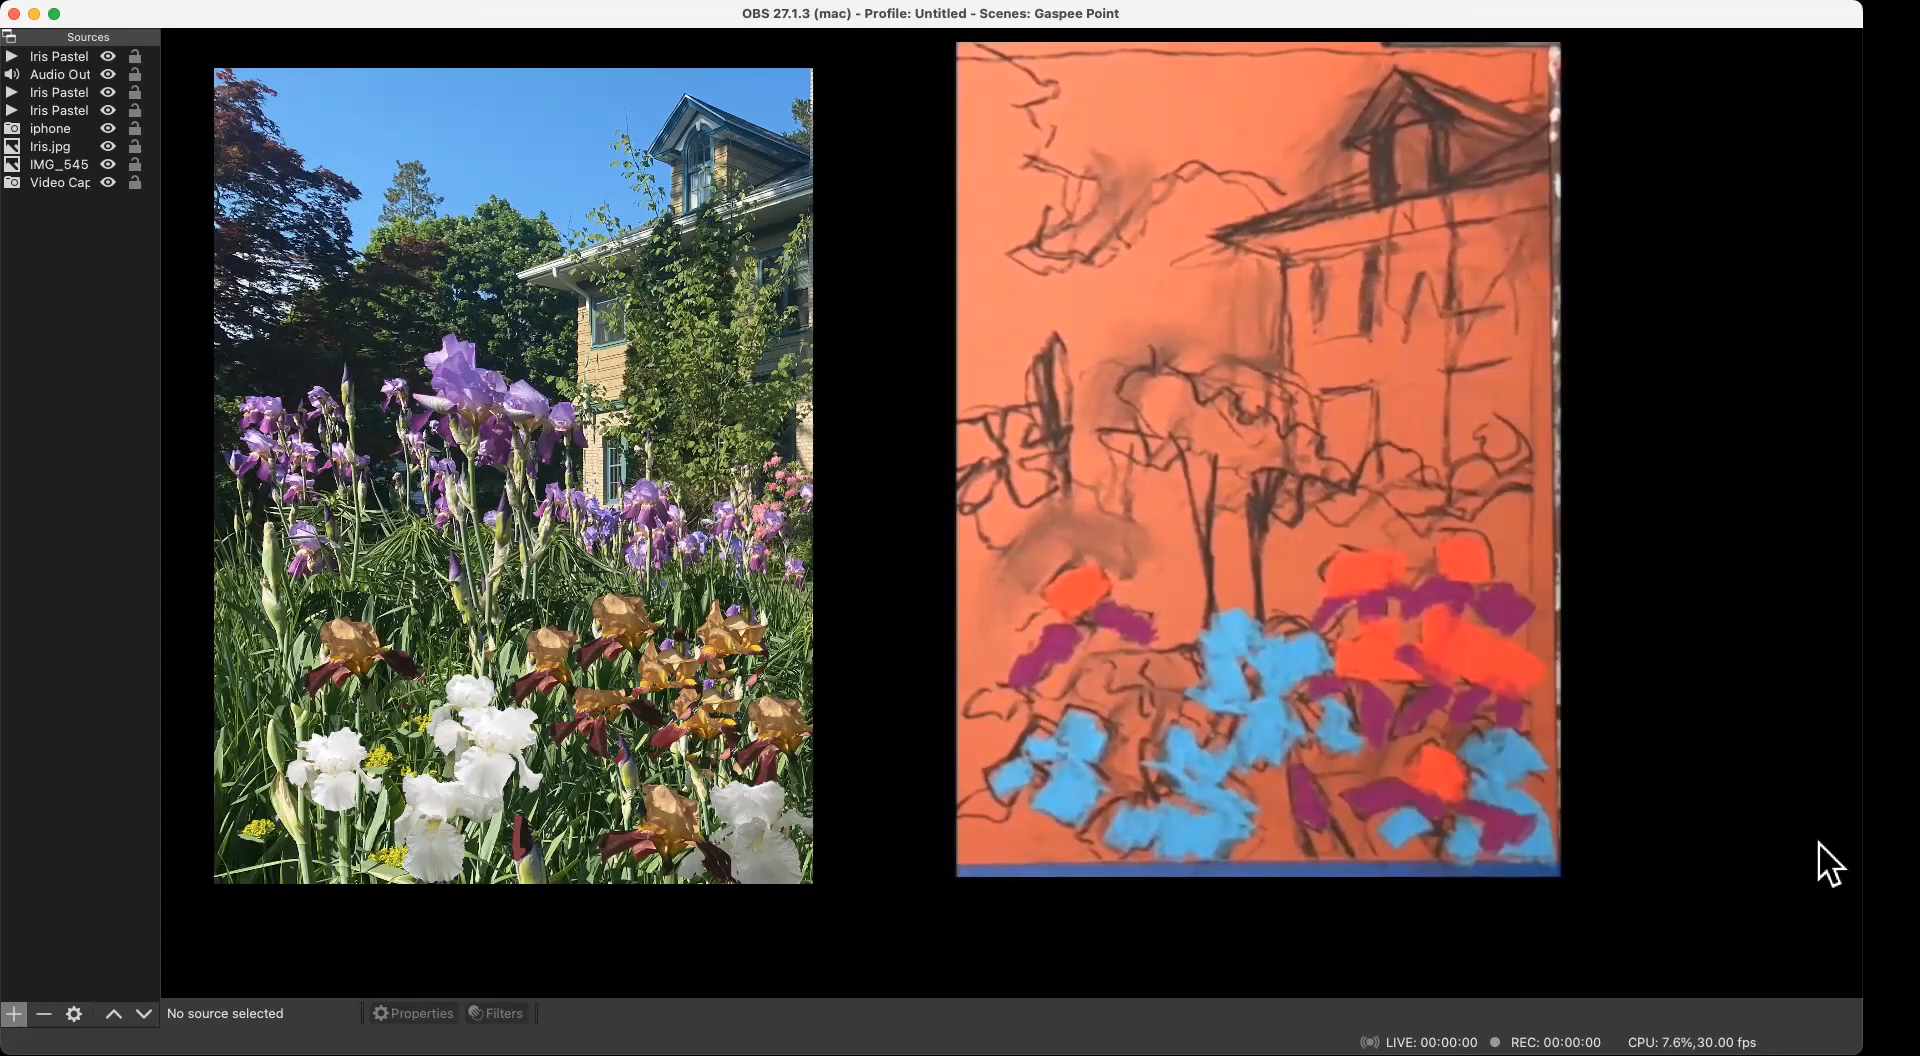 OBS 27.1.3 (mac) - Profile: Untitled - Scenes: Gaspee Point
Sources
Iris Pastel
Audio Out
Iris Pastel
Iris Pastel
iphone
Iris.jpg
IMG_545
Video Cap
No source selected
Properties
Filters
LIVE: 00:00:00
REC: 00:00:00
CPU: 7.6%,30.00 fps